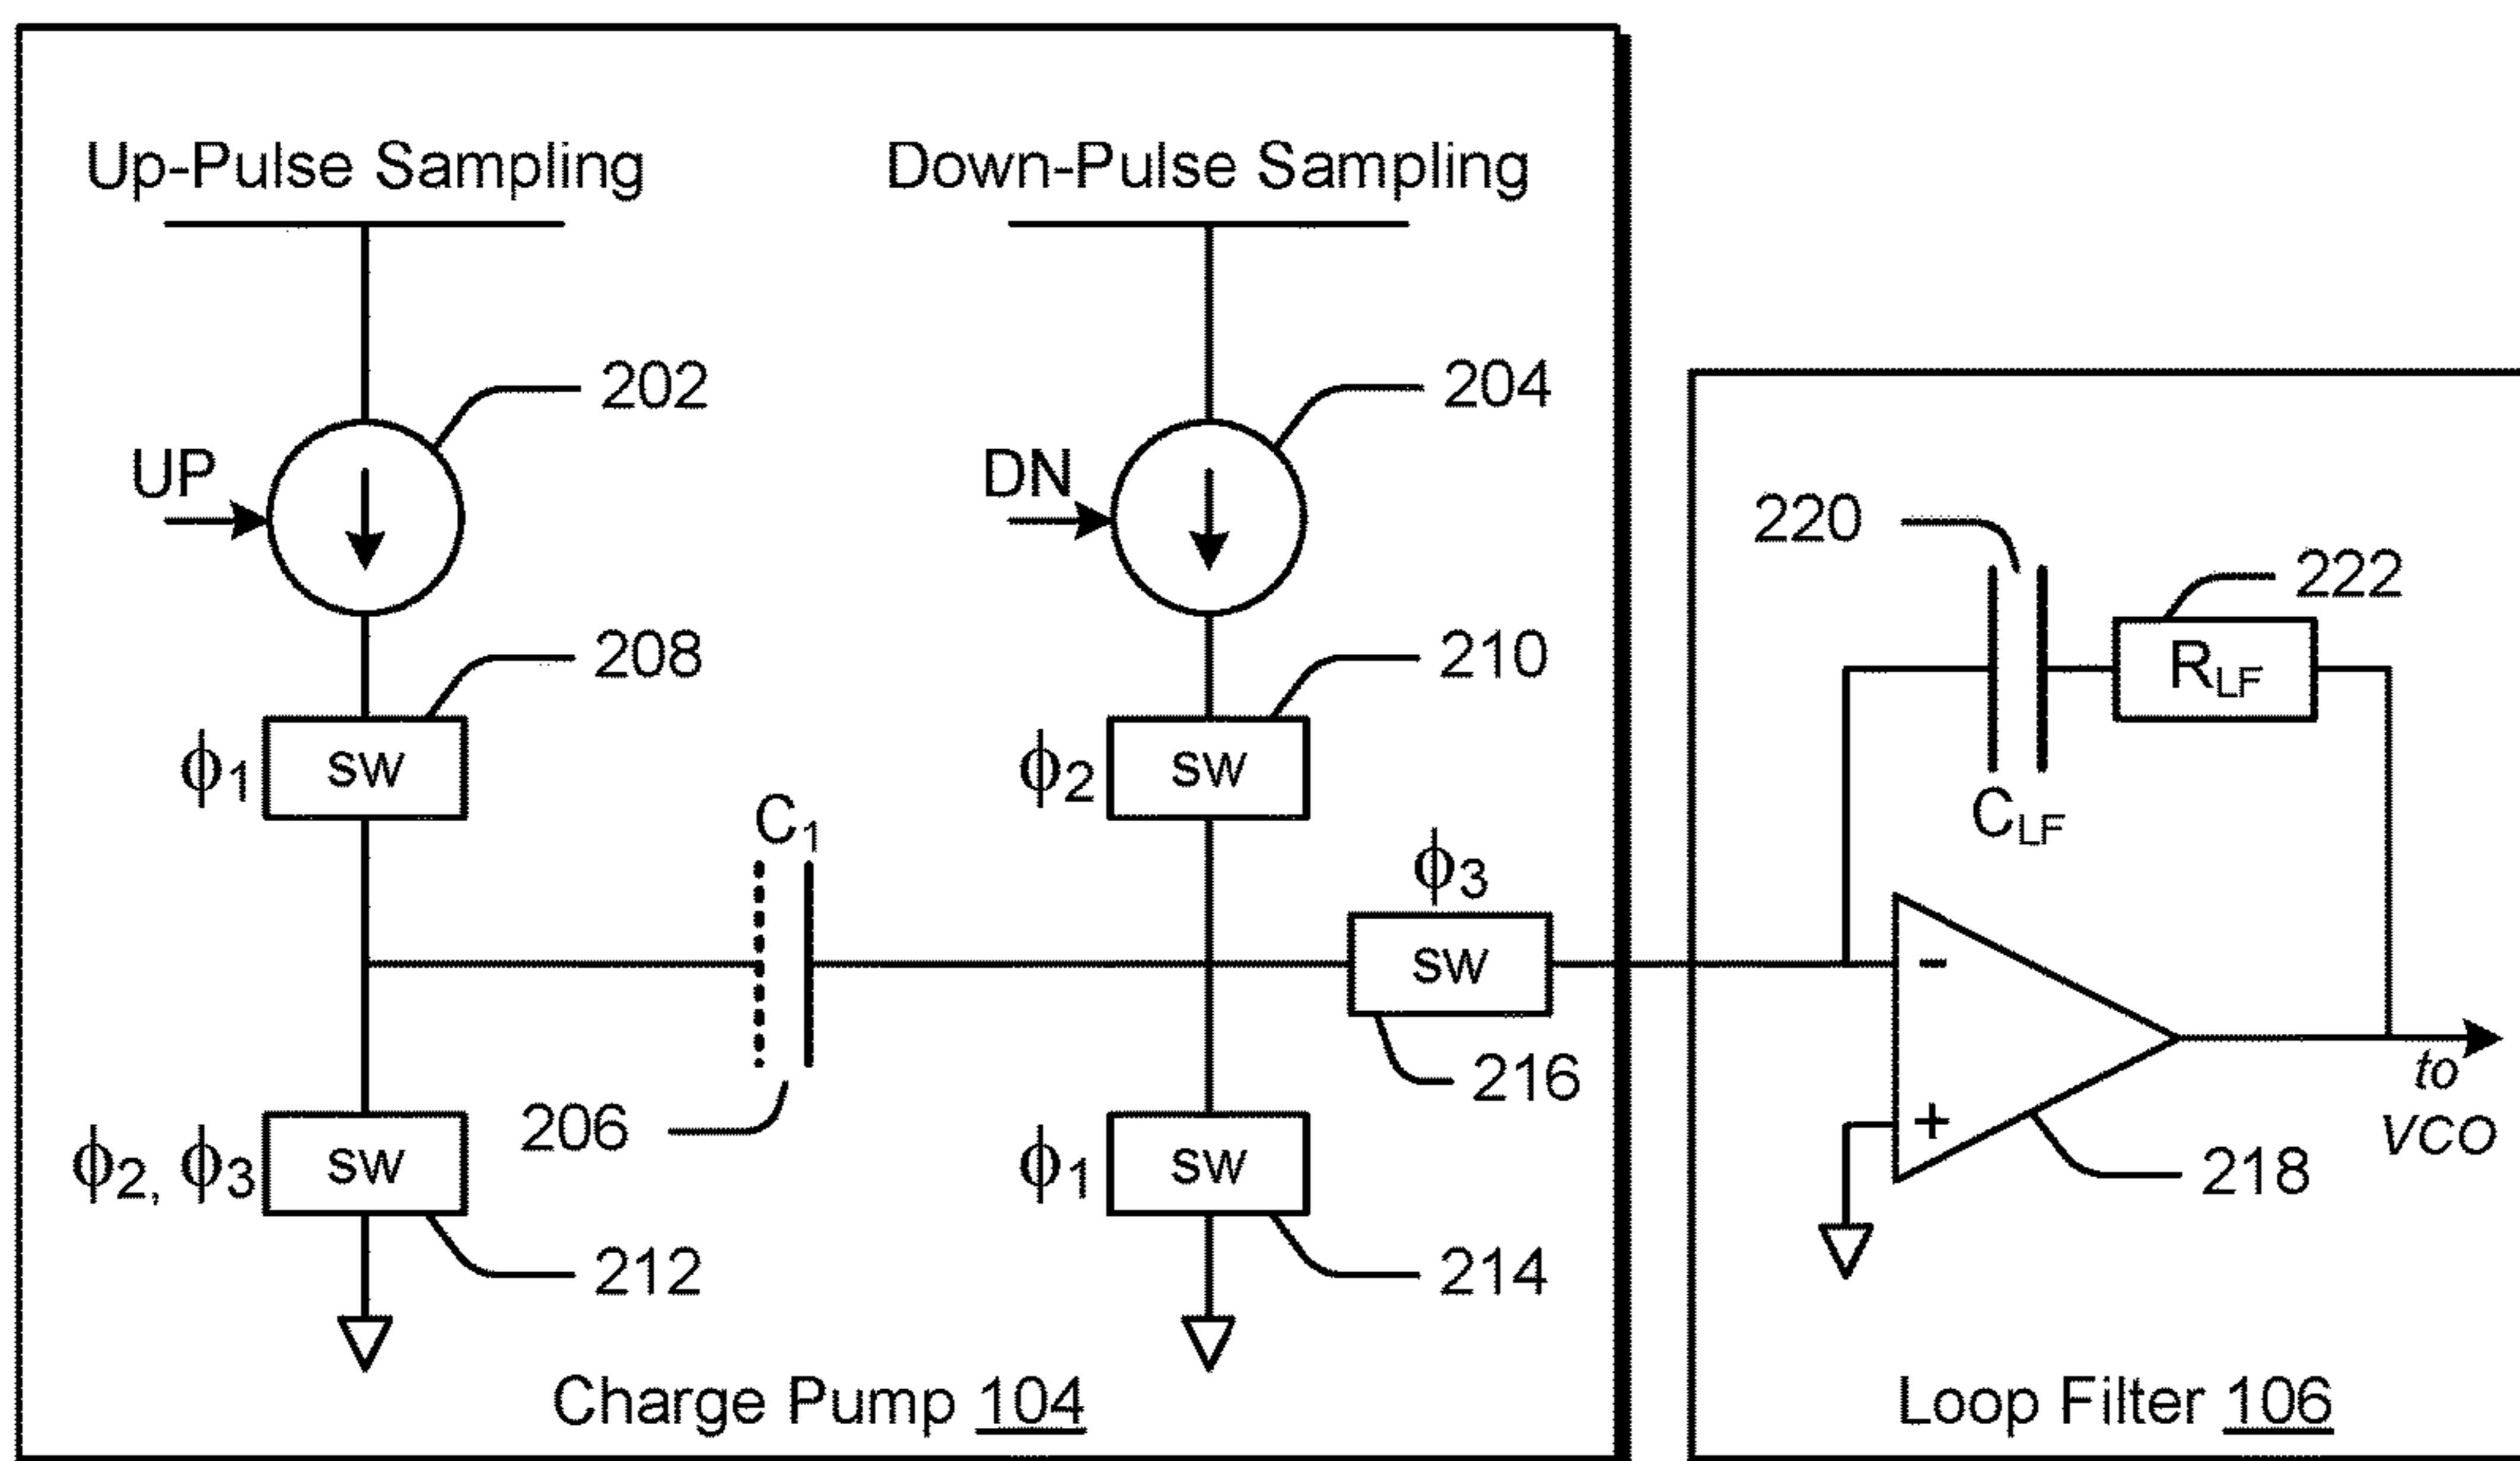 Up-Pulse Sampling
Down-Pulse Sampling
202
204
UP
DN
220
222
208
210
R_LF
ϕ1
sw
ϕ2
sw
C1
C_LF
ϕ3
sw
-
206
216
to
VCO
ϕ2, ϕ3
sw
ϕ1
sw
+
218
212
214
Charge Pump 104
Loop Filter 106